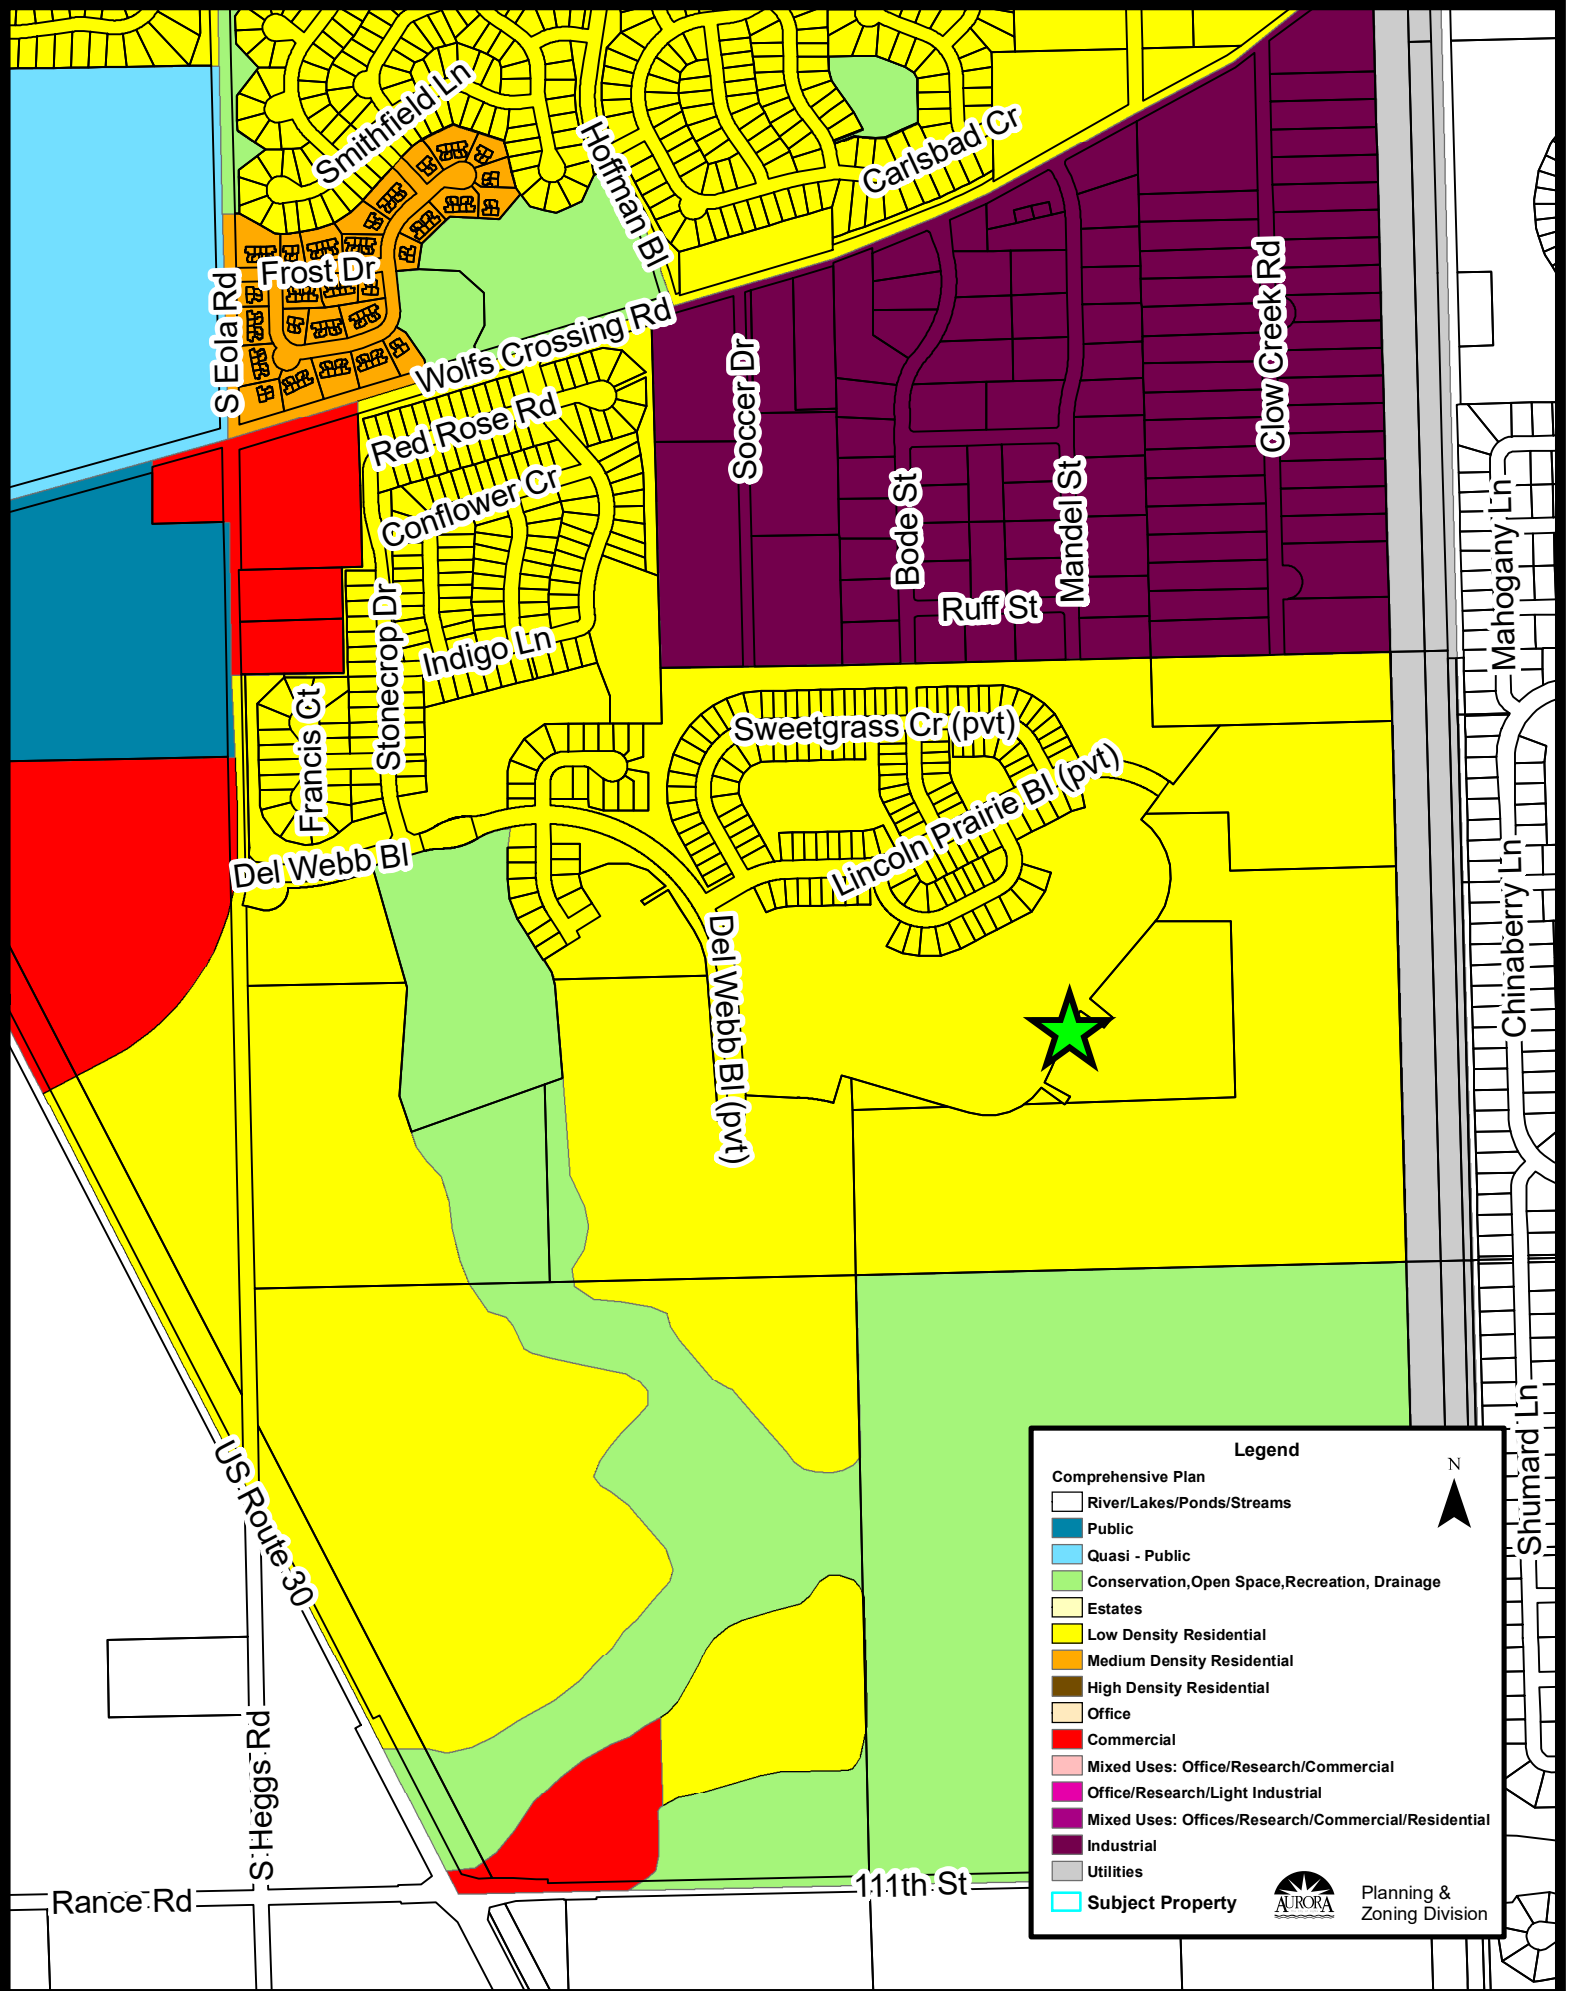 Smithfield Ln
Hoffman Bl
Carlsbad Cr
S Eola Rd
Frost Dr
Wolfs Crossing Rd
Clow Creek Rd
Soccer Dr
Red Rose Rd
Conflower Cr
Bode St
Mandel St
Ruff St
Mahogany Ln
Stonecrop Dr
Indigo Ln
Francis Ct
Sweetgrass Cr (pvt)
Lincoln Prairie Bl (pvt)
Del Webb Bl
Chinaberry Ln
Del Webb Bl (pvt)
US Route 30
Shumard Ln
S Heggs Rd
Rance Rd
111th St
Legend
N
Comprehensive Plan
River/Lakes/Ponds/Streams
Public
Quasi - Public
Conservation,Open Space,Recreation, Drainage
Estates
Low Density Residential
Medium Density Residential
High Density Residential
Office
Commercial
Mixed Uses: Office/Research/Commercial
Office/Research/Light Industrial
Mixed Uses: Offices/Research/Commercial/Residential
Industrial
Utilities
Subject Property
AURORA
Planning &
Zoning Division